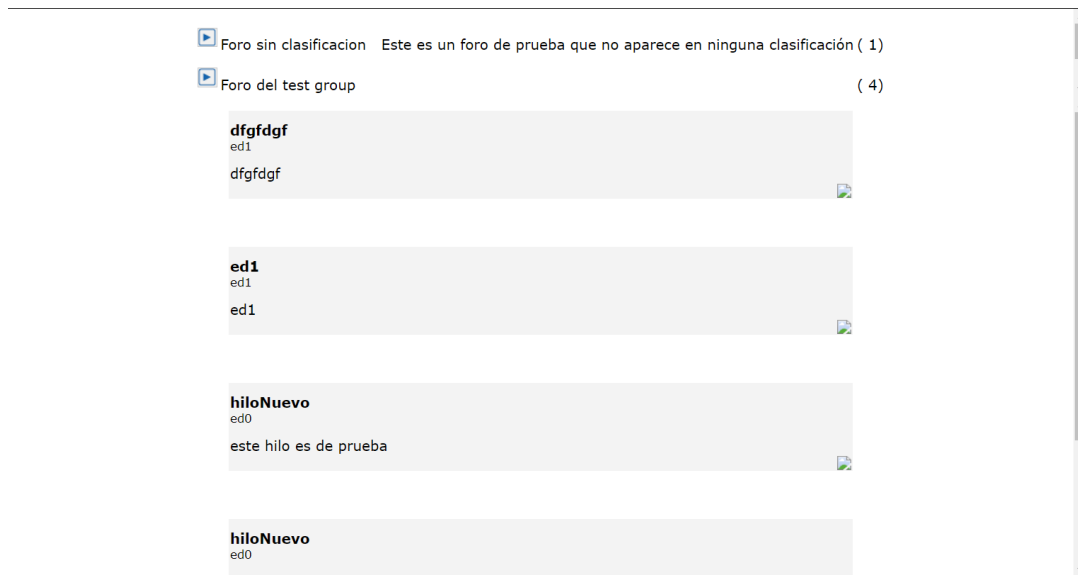 Foro sin clasificacion Este es un foro de prueba que no aparece en ninguna clasificación ( 1)
Foro del test group ( 4)
dfgfdgf
ed1
dfgfdgf
ed1
ed1
ed1
hiloNuevo
ed0
este hilo es de prueba
hiloNuevo
ed0